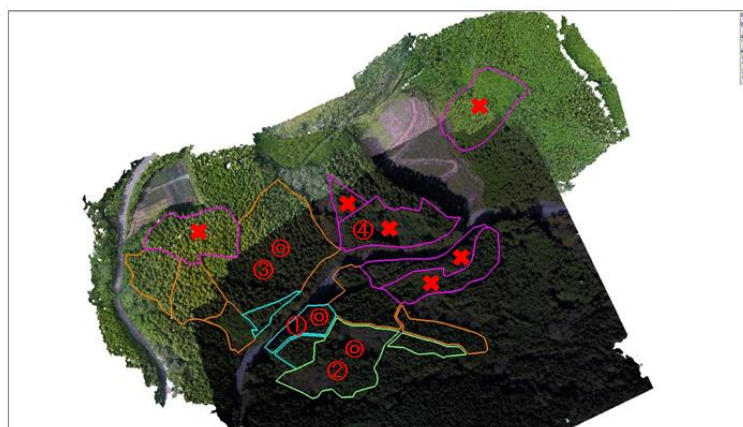 ④
③ ◎
① ◎
② ◎